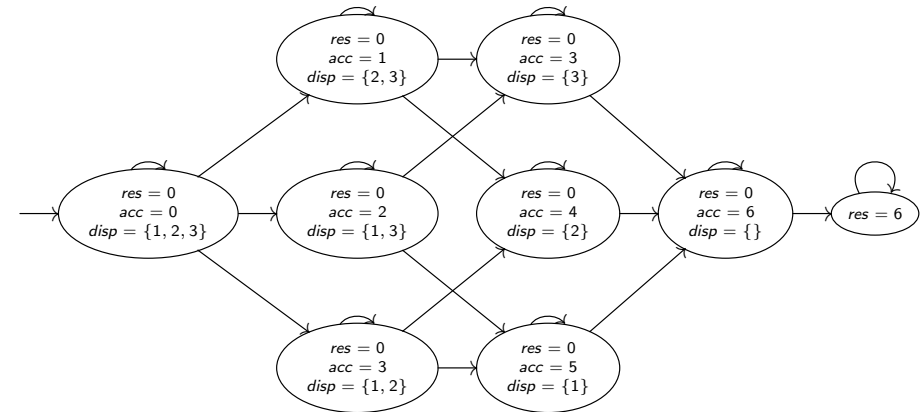 res = 0
acc = 0
disp = {1, 2, 3}
res = 0
acc = 1
disp = {2, 3}
res = 0
acc = 2
disp = {1, 3}
res = 0
acc = 3
disp = {1, 2}
res = 0
acc = 3
disp = {3}
res = 0
acc = 4
disp = {2}
res = 0
acc = 5
disp = {1}
res = 0
acc = 6
disp = {}
res = 6